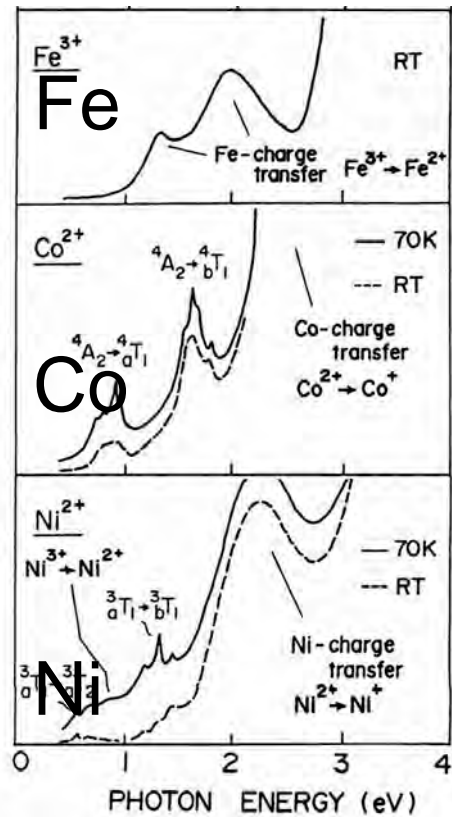 Fe³⁺
RT
Fe
Fe-charge
transfer Fe³⁺→Fe²⁺
Co²⁺
⁴A₂→⁴bT₁
70K
RT
Co-charge
transfer
⁴A₂→⁴aT₁
Co
Co²⁺→Co⁺
Ni²⁺
Ni³⁺→Ni²⁺
70K
³aT₁→³bT₁
RT
Ni-charge
transfer
Ni
Ni²⁺→Ni⁺
0 1 2 3 4
PHOTON ENERGY (eV)